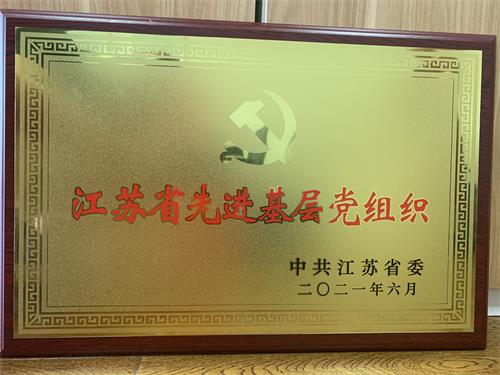 江苏省先进基层党组织
中共江苏省委
二〇二一年六月